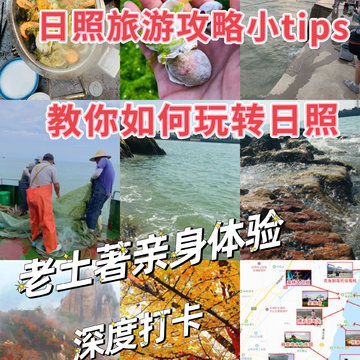 日照旅游攻略小tips
教你如何玩转日照
老土著亲身体验
深度打卡